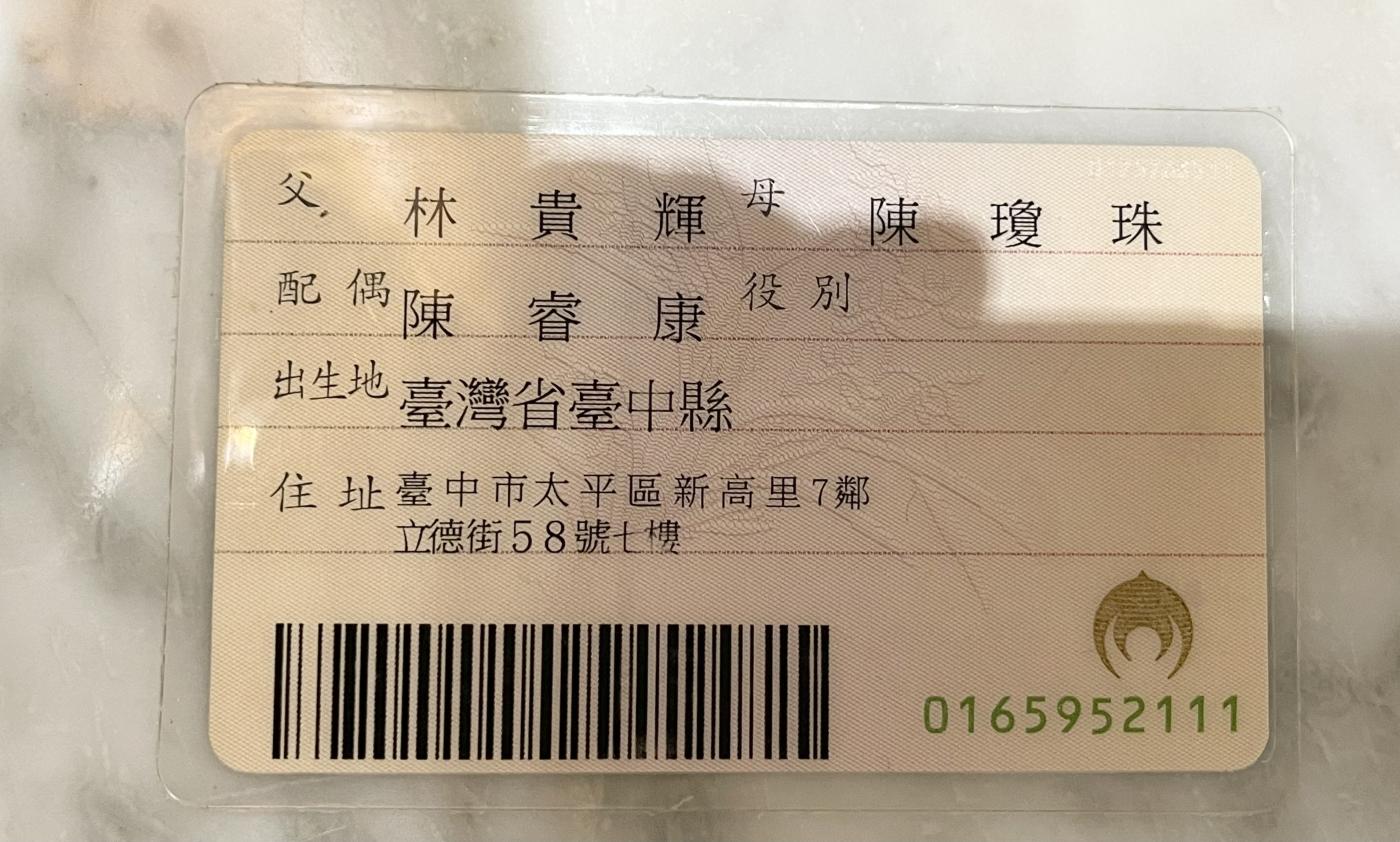 父 林貴輝 母 陳瓊珠
配偶 陳睿康 役別
出生地 臺灣省臺中縣
住址 臺中市太平區新高里7鄰
立德街58號七樓
0165952111